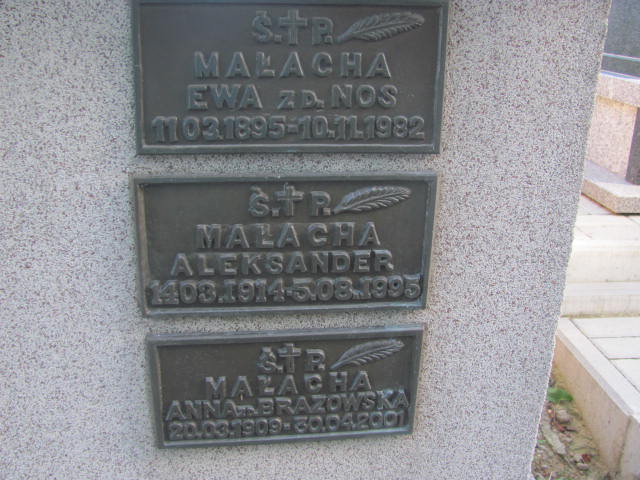 Ś.†P.
MAŁACHA
EWA Z D. NOS
11.03.1895-10.11.1982
Ś.†P.
MAŁACHA
ALEKSANDER
14.03.1914-5.08.1995
Ś.†P.
MAŁACHA
ANNA ZD. BRAZOWSKA
20.03.1909-30.04.2001